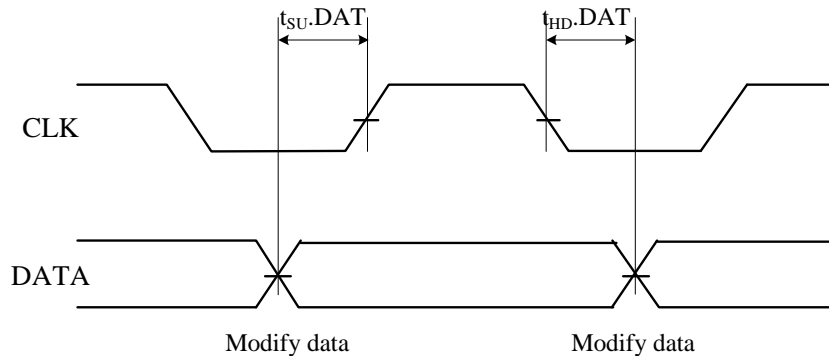 tSU.DAT tHD.DAT
CLK
DATA
Modify data Modify data